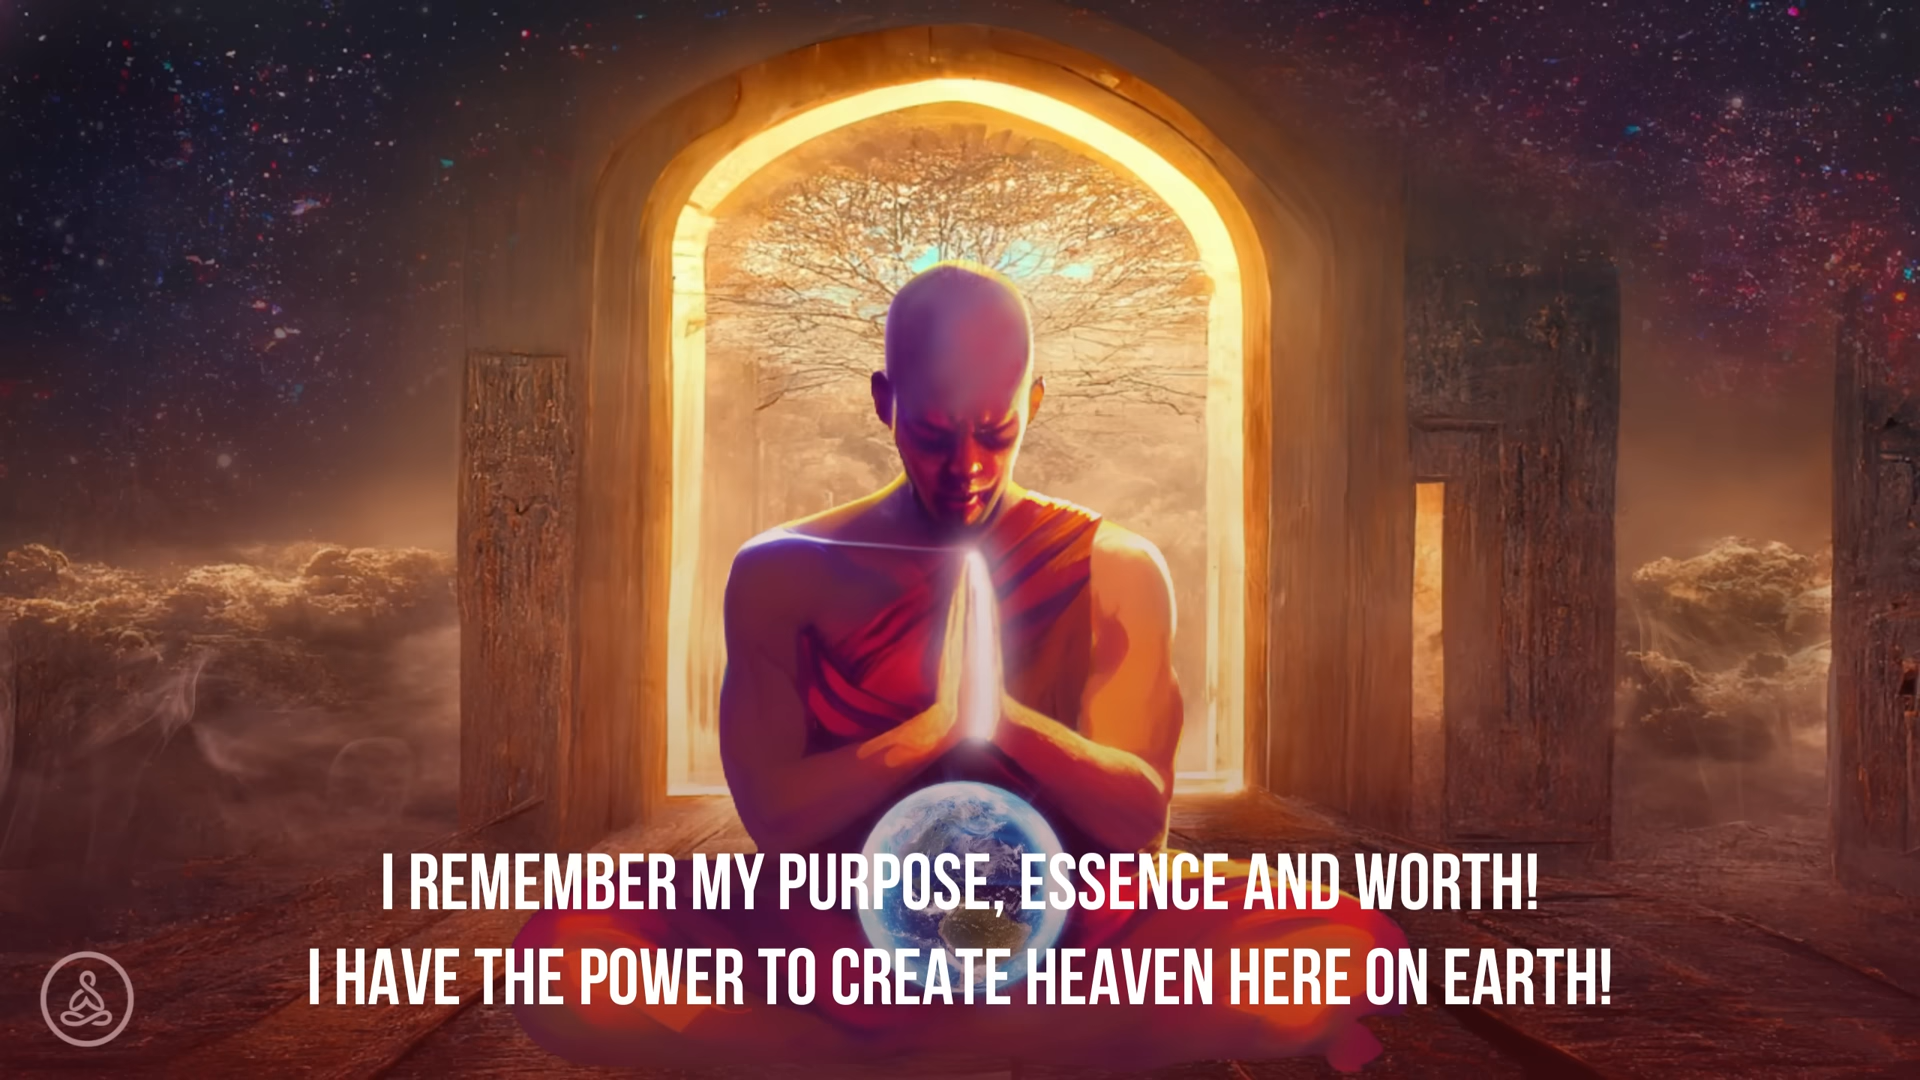 I REMEMBER MY PURPOSE, ESSENCE AND WORTH!
I HAVE THE POWER TO CREATE HEAVEN HERE ON EARTH!